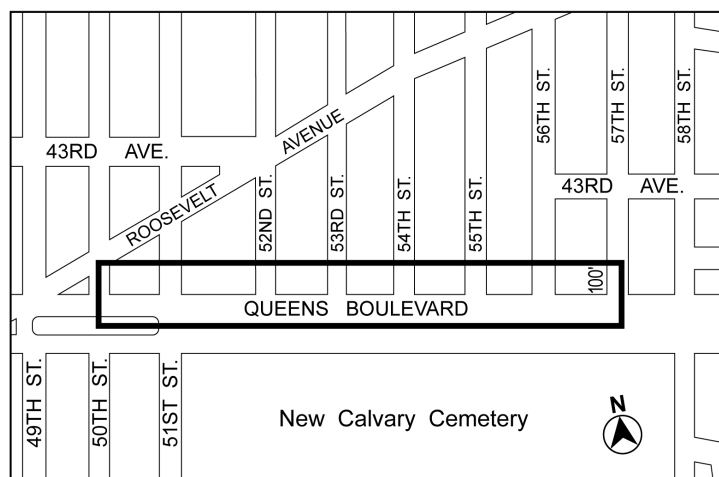 56TH ST.
57TH ST.
58TH ST.
43RD AVE.
ROOSEVELT AVENUE
52ND ST.
53RD ST.
54TH ST.
55TH ST.
43RD AVE.
100'
QUEENS BOULEVARD
49TH ST.
50TH ST.
51ST ST.
New Calvary Cemetery
N